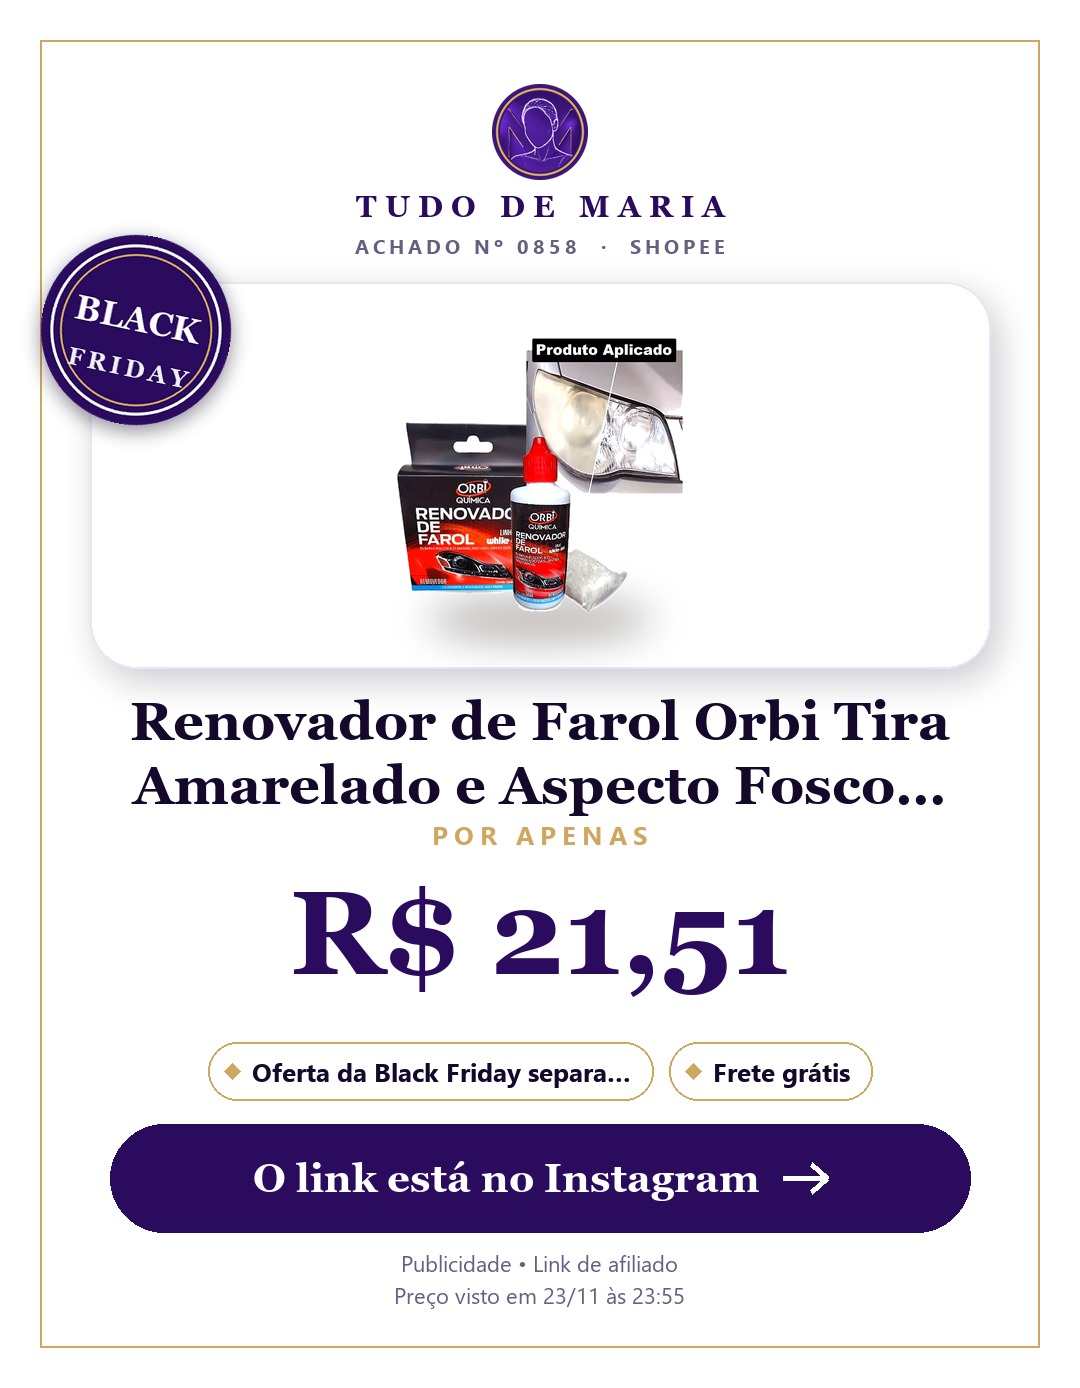 TUDO DE MARIA
ACHADO Nº 0858 · SHOPEE
BLACK
FRIDAY
Produto Aplicado
ORBI
QUÍMICA
RENOVADO
DE
FAROL
REMOVEDOR
ORBI
QUÍMICA
RENOVADOR
DE
FAROL
Renovador de Farol Orbi Tira
Amarelado e Aspecto Fosco...
POR APENAS
R$ 21,51
Oferta da Black Friday separa...
Frete grátis
O link está no Instagram →
Publicidade • Link de afiliado
Preço visto em 23/11 às 23:55